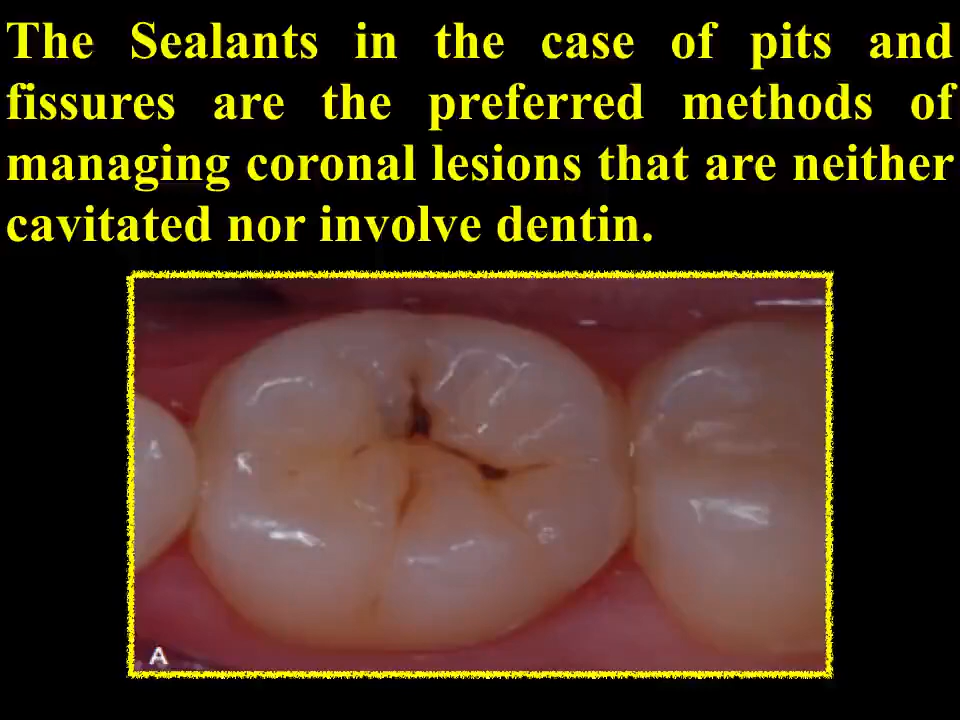 The Sealants in the case of pits and
fissures are the preferred methods of
managing coronal lesions that are neither
cavitated nor involve dentin.
A